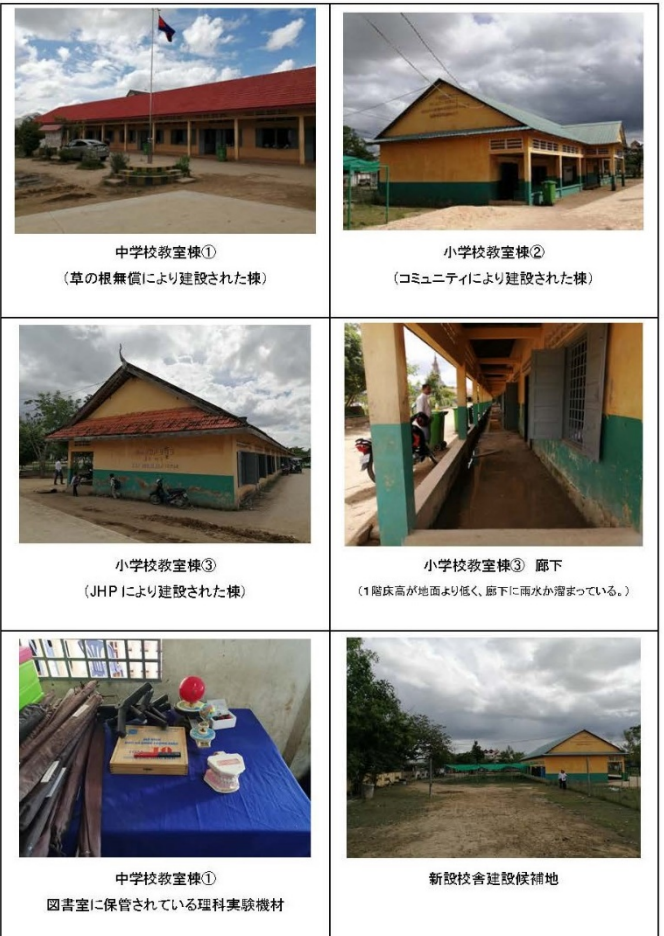 中学校教室棟①
（草の根無償により建設された棟）
小学校教室棟②
（コミュニティにより建設された棟）
小学校教室棟③
（JHPにより建設された棟）
小学校教室棟③　廊下
（1階床高が地面より低く、廊下に雨水か溜まっている。）
中学校教室棟①
図書室に保管されている理科実験機材
新設校舎建設候補地